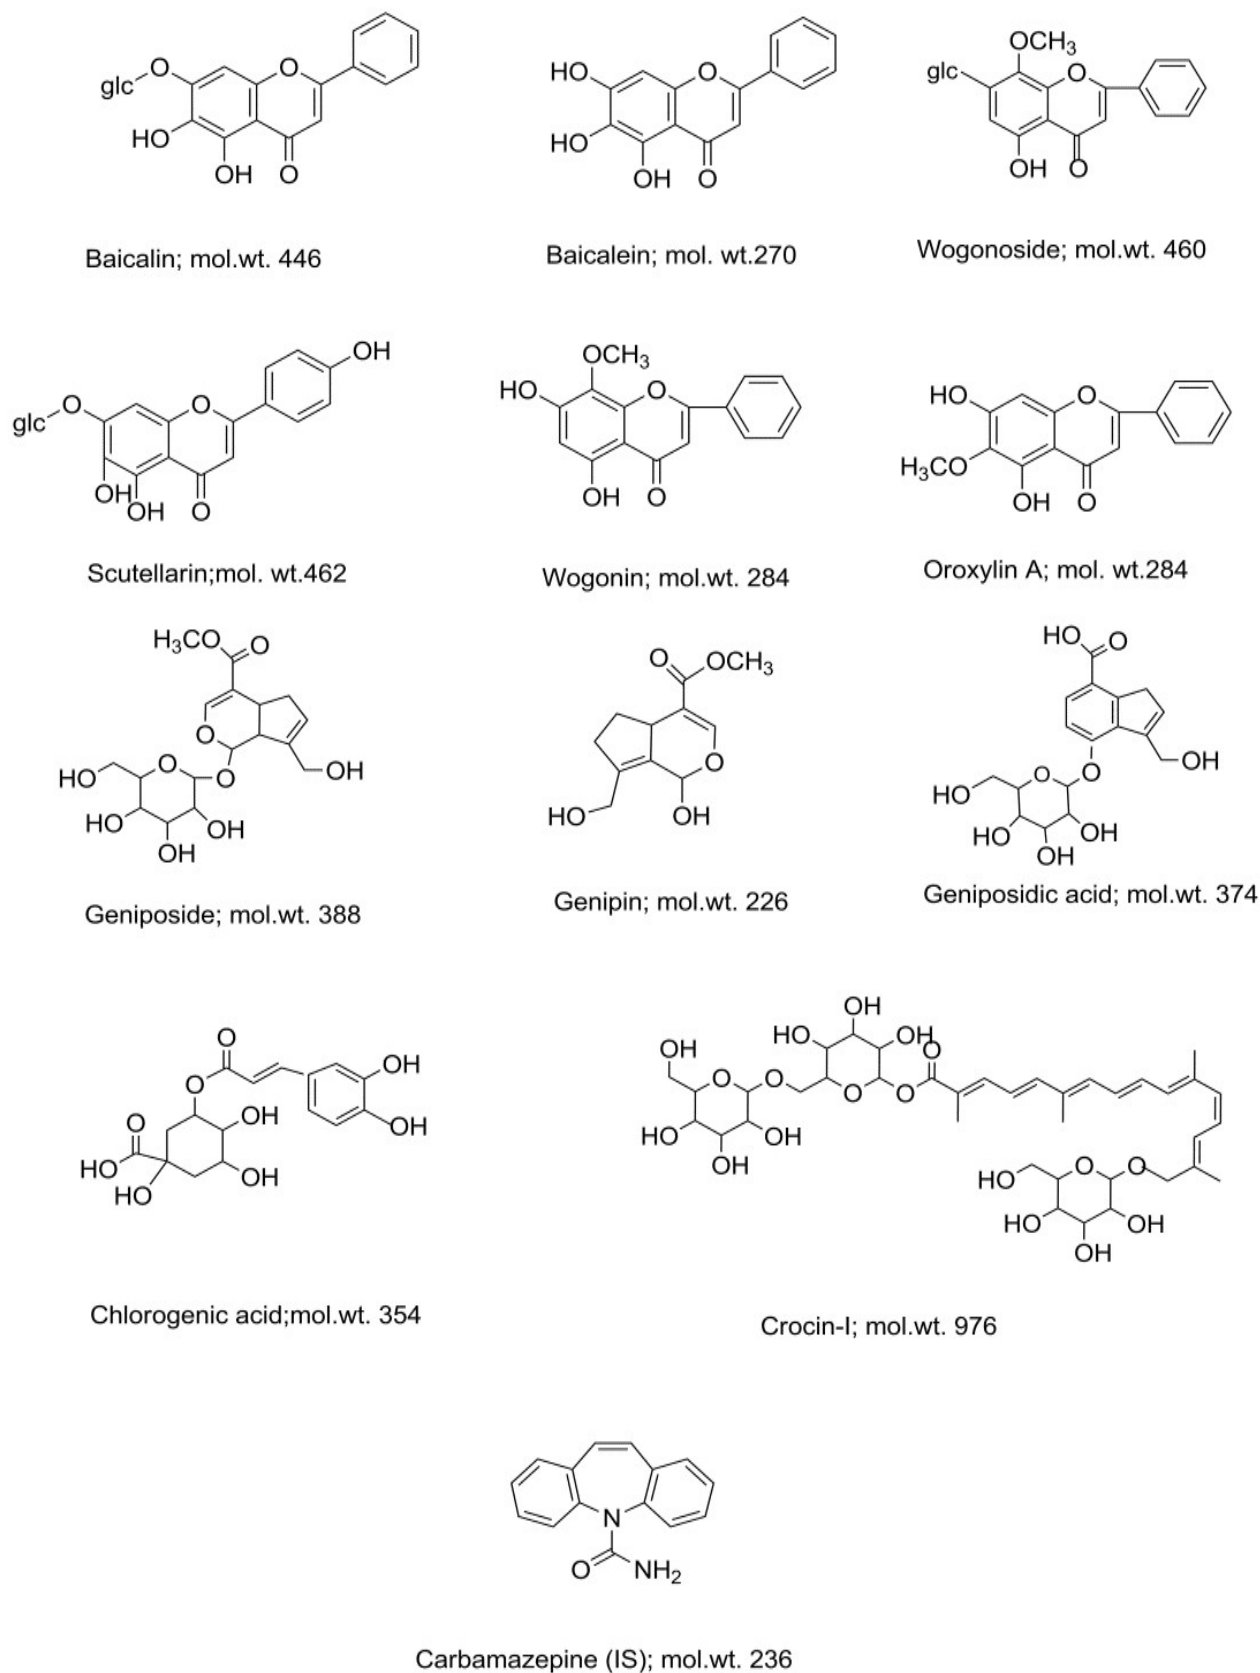 O
O
glc
HO
OH
O
Baicalin; mol.wt. 446
HO
O
HO
OH
O
Baicalein; mol. wt.270
OCH3
glc
O
OH
O
Wogonoside; mol.wt. 460
OH
O
O
glc
OH
OH
O
Scutellarin;mol. wt.462
OCH3
HO
O
OH
O
Wogonin; mol.wt. 284
HO
O
H3CO
OH
O
Oroxylin A; mol. wt.284
H3CO
O
O
O
O
HO
OH
HO
OH
OH
Geniposide; mol.wt. 388
O
OCH3
O
HO
OH
Genipin; mol.wt. 226
HO
O
O
OH
O
HO
HO
OH
OH
Geniposidic acid; mol.wt. 374
O
OH
O
OH
O
OH
HO
OH
HO
Chlorogenic acid;mol.wt. 354
OH
HO
OH
O
OH
O
O
O
O
HO
OH
OH
O
O
HO
HO
OH
OH
Crocin-I; mol.wt. 976
N
O
NH2
Carbamazepine (IS); mol.wt. 236